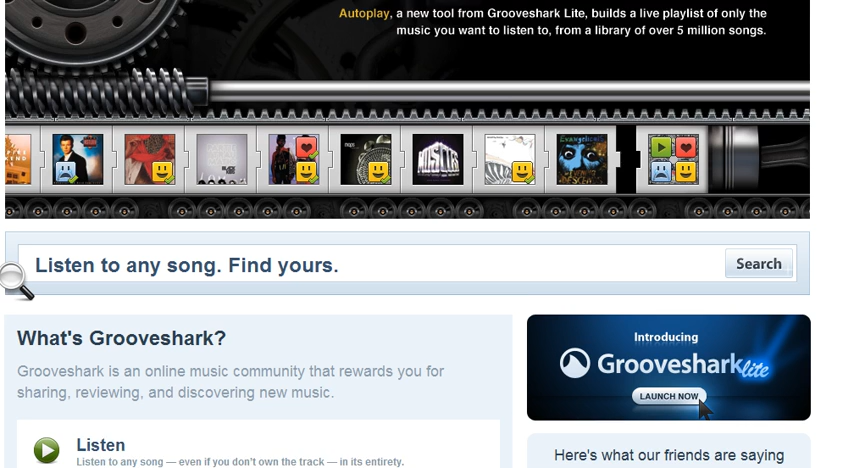 Autoplay, a new tool from Grooveshark Lite, builds a live playlist of only the
music you want to listen to, from a library of over 5 million songs.
Listen to any song. Find yours.
Search
What's Grooveshark?
Grooveshark is an online music community that rewards you for
sharing, reviewing, and discovering new music.
Listen
Listen to any song — even if you don't own the track — in its entirety.
Introducing
Grooveshark lite
LAUNCH NOW
Here's what our friends are saying